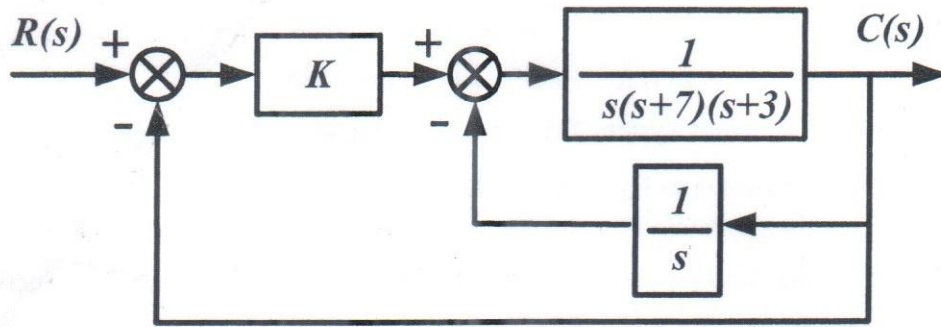 R(s) + K + 1 C(s)
s(s+7)(s+3)
- -
1
s